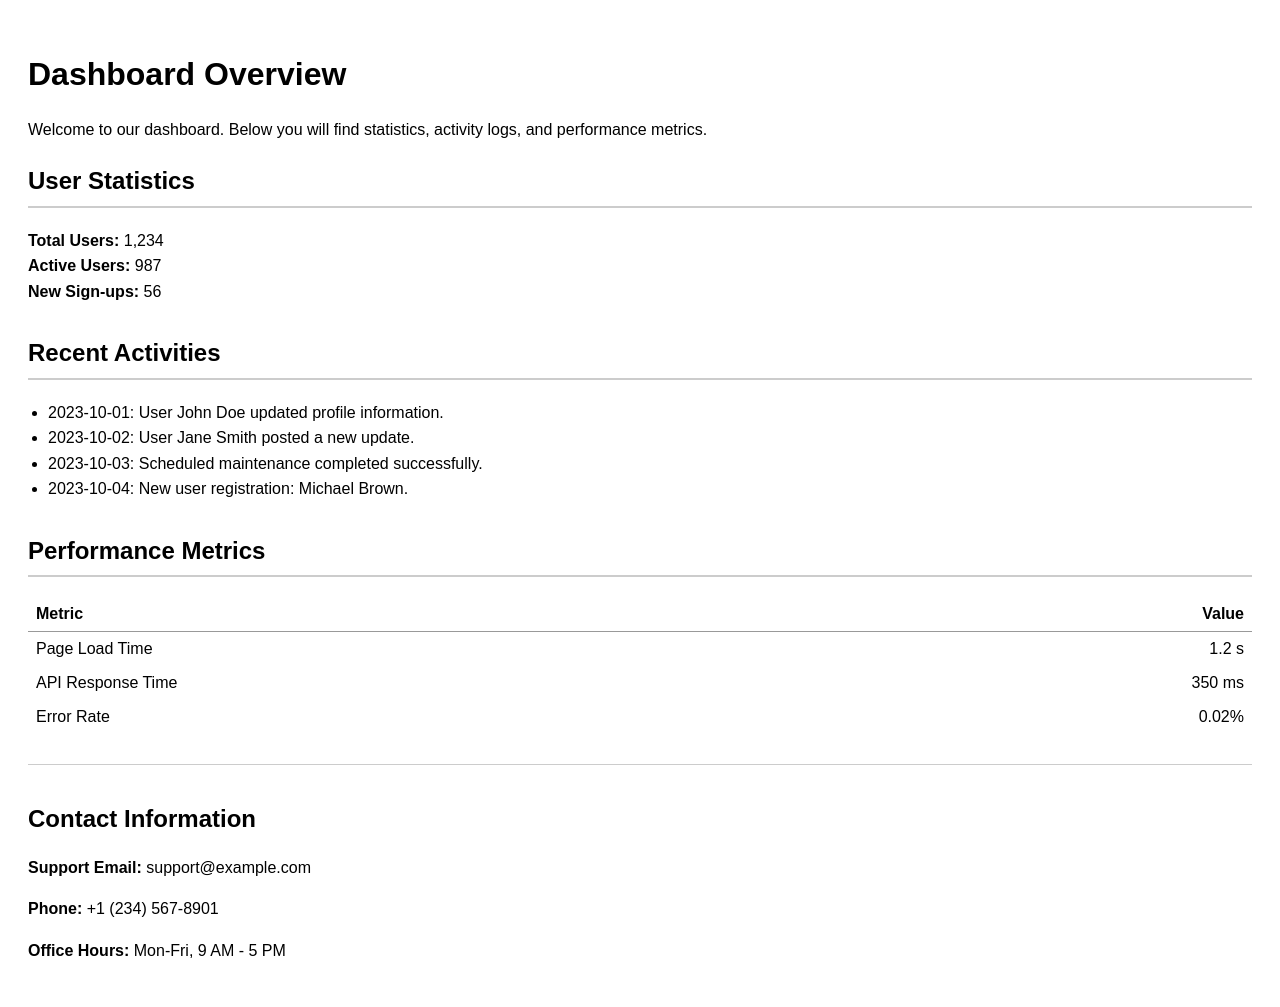 Dashboard Overview
Welcome to our dashboard. Below you will find statistics, activity logs, and performance metrics.
User Statistics
Total Users: 1,234
Active Users: 987
New Sign-ups: 56
Recent Activities
• 2023-10-01: User John Doe updated profile information.
• 2023-10-02: User Jane Smith posted a new update.
• 2023-10-03: Scheduled maintenance completed successfully.
• 2023-10-04: New user registration: Michael Brown.
Performance Metrics
Metric Value
Page Load Time 1.2 s
API Response Time 350 ms
Error Rate 0.02%
Contact Information
Support Email: support@example.com
Phone: +1 (234) 567-8901
Office Hours: Mon-Fri, 9 AM - 5 PM